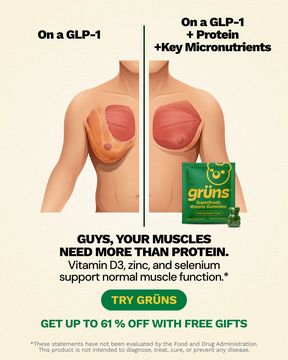 On a GLP-1
On a GLP-1
+ Protein
+Key Micronutrients
grüns
Superfoods
Greens Gummies
GUYS, YOUR MUSCLES
NEED MORE THAN PROTEIN.
Vitamin D3, zinc, and selenium
support normal muscle function.*
TRY GRÜNS
GET UP TO 61 % OFF WITH FREE GIFTS
*These statements have not been evaluated by the Food and Drug Administration.
This product is not intended to diagnose, treat, cure, or prevent any disease.